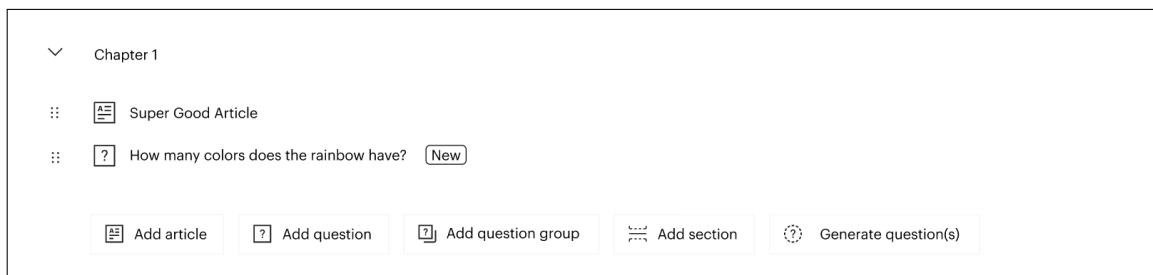 Chapter 1
Super Good Article
How many colors does the rainbow have? New
Add article Add question Add question group Add section Generate question(s)